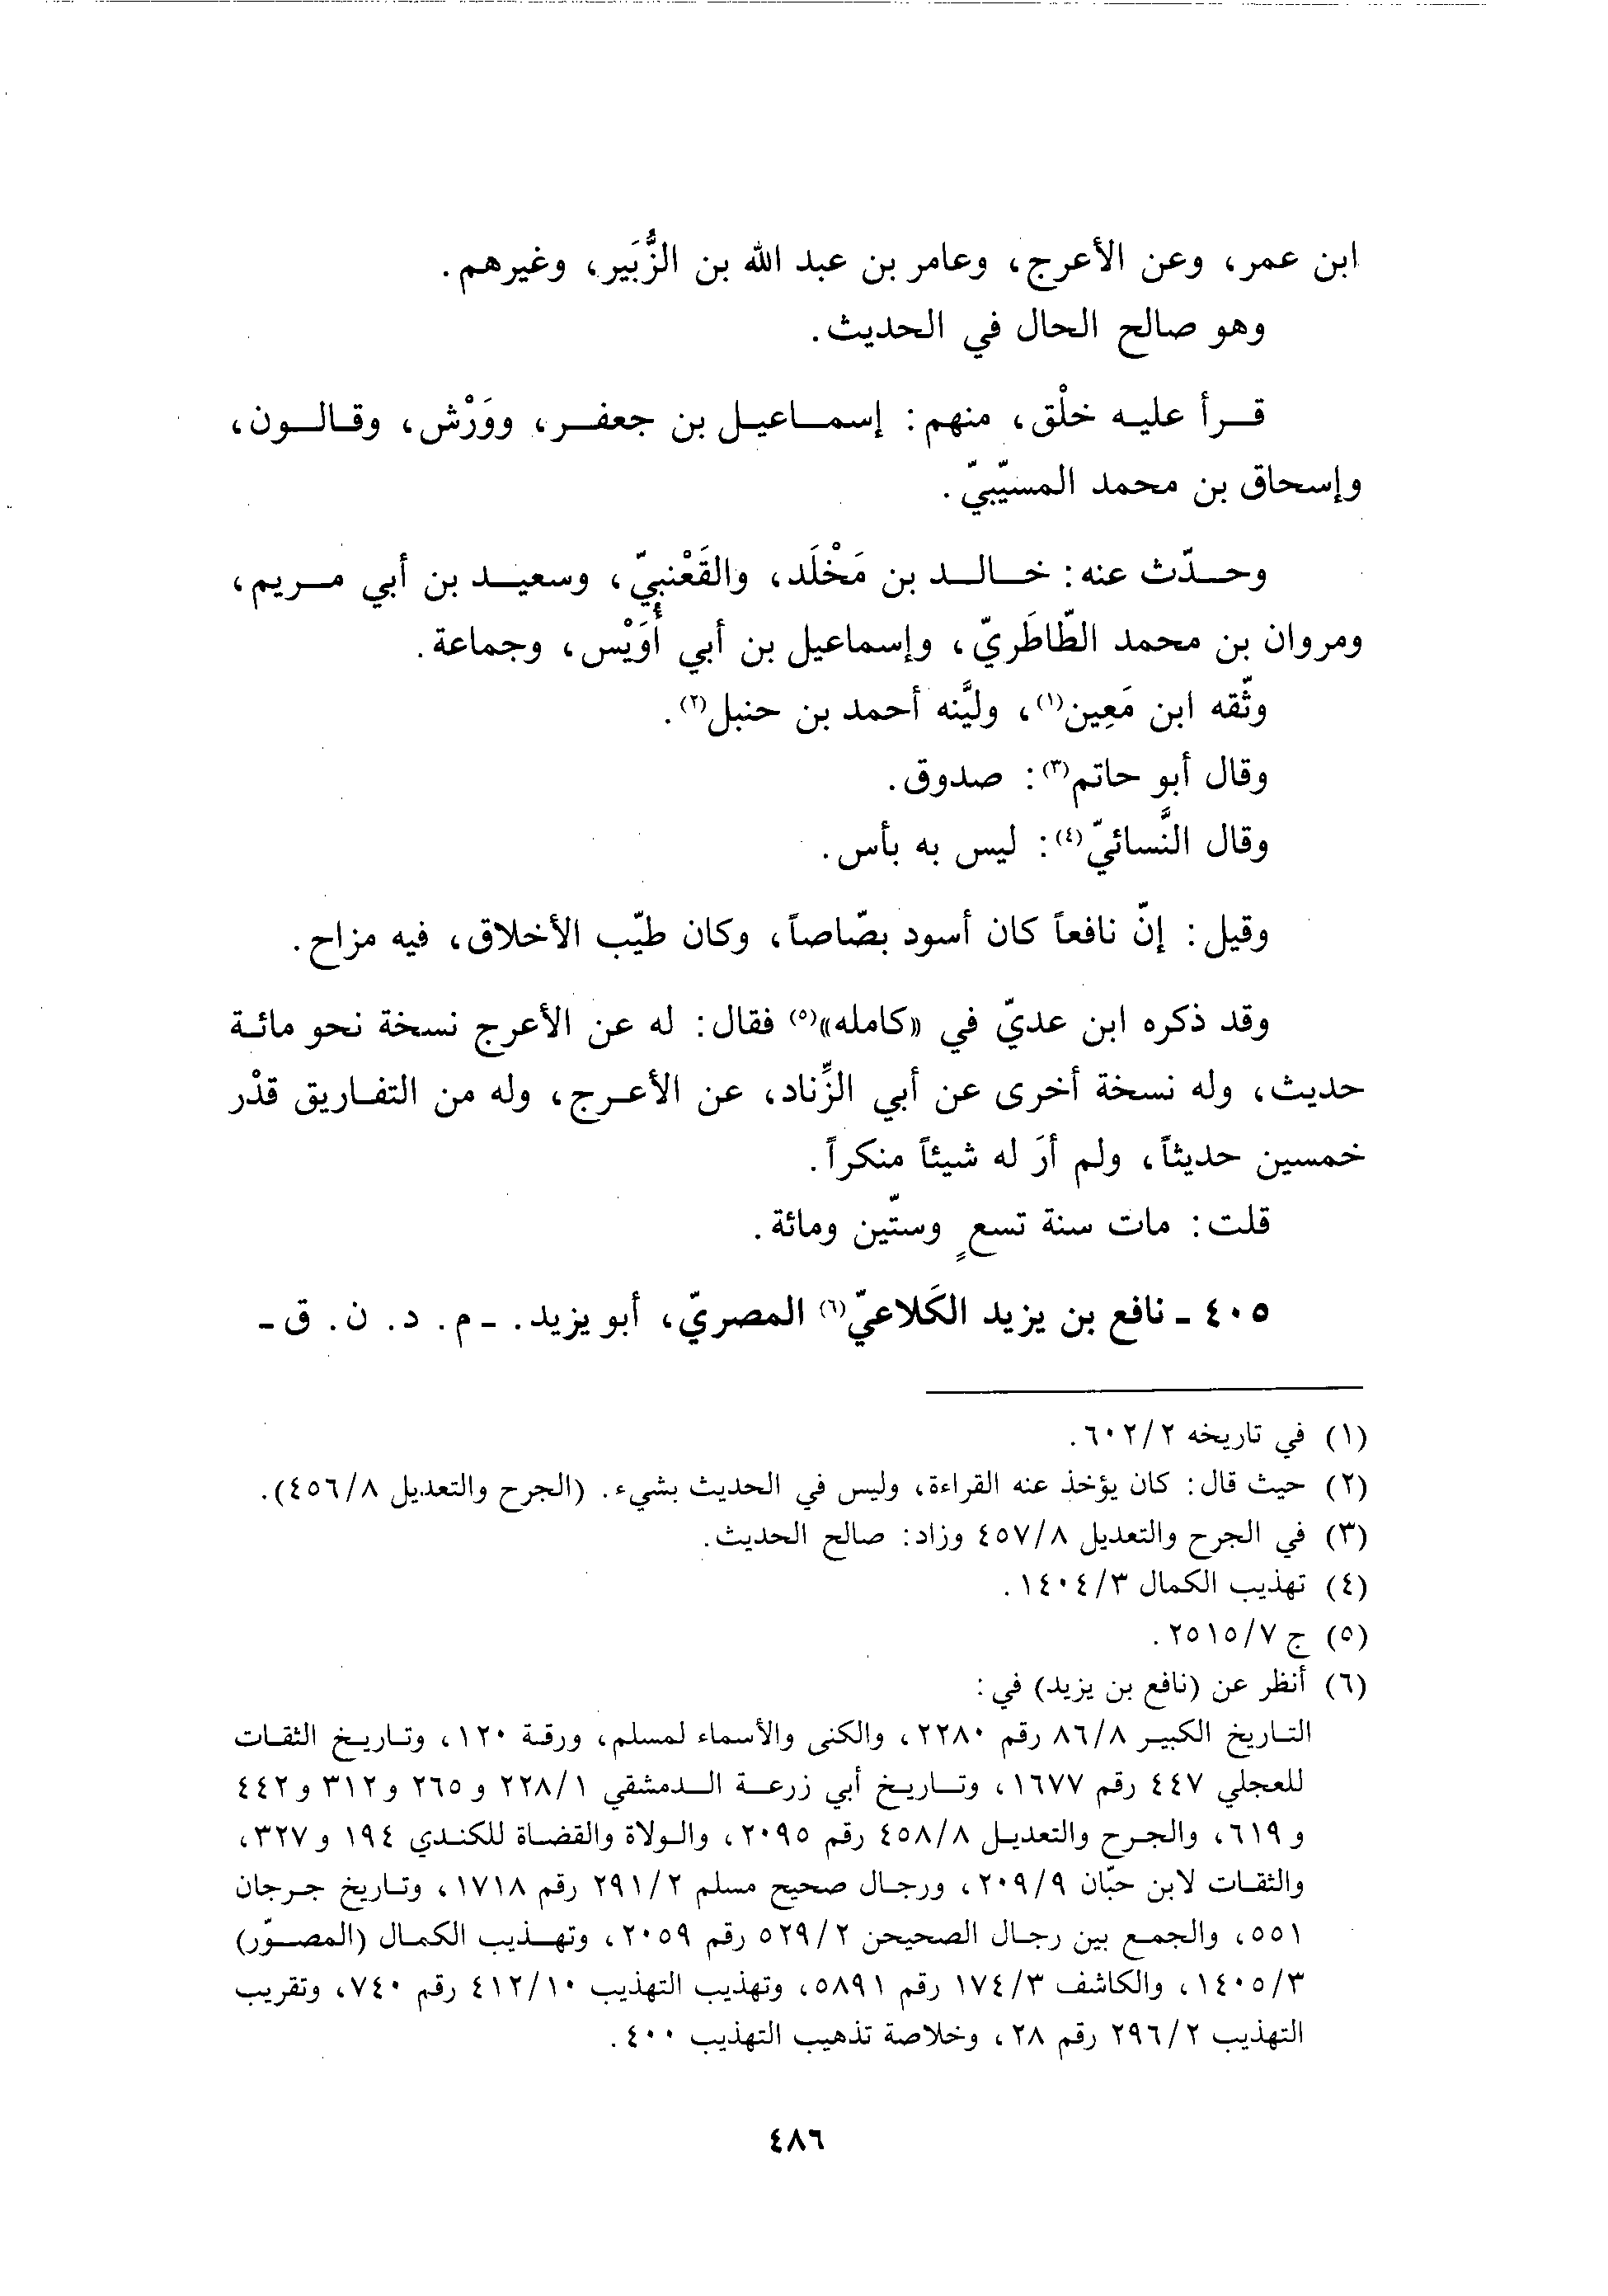 ابن عمر، وعن الأعرج، وعامر بن عبد الله بن الزُّبَير، وغيرهم.
وهو صالح الحال في الحديث.
قرأ عليه خلْق، منهم: إسماعيل بن جعفر، ووَرْش، وقالون،
وإسحاق بن محمد المسيّبيّ.
وحدّث عنه: خالد بن مَخْلَد، والقَعْنبيّ، وسعيد بن أبي مريم،
ومروان بن محمد الطّاطَريّ، وإسماعيل بن أبي أُوَيْس، وجماعة.
وثّقه ابن مَعِين(١)، وليَّنه أحمد بن حنبل(٢).
وقال أبو حاتم(٣): صدوق.
وقال النَّسائيّ(٤): ليس به بأس.
وقيل: إنّ نافعاً كان أسود بصّاصاً، وكان طيّب الأخلاق، فيه مزاح.
وقد ذكره ابن عديّ في «كامله»(٥) فقال: له عن الأعرج نسخة نحو مائة
حديث، وله نسخة أخرى عن أبي الزِّناد، عن الأعرج، وله من التفاريق قدْر
خمسين حديثاً، ولم أرَ له شيئاً منكراً.
قلت: مات سنة تسعٍ وستّين ومائة.
٤٠٥ ـ نافع بن يزيد الكَلاعيّ(٦) المصريّ، أبو يزيد. ـ م. د. ن. ق ـ
(١) في تاريخه ٦٠٢/٢.
(٢) حيث قال: كان يؤخذ عنه القراءة، وليس في الحديث بشيء. (الجرح والتعديل ٤٥٦/٨).
(٣) في الجرح والتعديل ٤٥٧/٨ وزاد: صالح الحديث.
(٤) تهذيب الكمال ١٤٠٤/٣.
(٥) ج ٢٥١٥/٧.
(٦) أنظر عن (نافع بن يزيد) في:
التاريخ الكبير ٨٦/٨ رقم ٢٢٨٠، والكنى والأسماء لمسلم، ورقة ١٢٠، وتاريخ الثقات
للعجلي ٤٤٧ رقم ١٦٧٧، وتاريخ أبي زرعة الدمشقي ٢٢٨/١ و ٢٦٥ و ٣١٢ و ٤٤٢
و ٦١٩، والجرح والتعديل ٤٥٨/٨ رقم ٢٠٩٥، والولاة والقضاة للكندي ١٩٤ و ٣٢٧،
والثقات لابن حبّان ٢٠٩/٩، ورجال صحيح مسلم ٢٩١/٢ رقم ١٧١٨، وتاريخ جرجان
٥٥١، والجمع بين رجال الصحيحن ٥٢٩/٢ رقم ٢٠٥٩، وتهذيب الكمال (المصوّر)
١٤٠٥/٣، والكاشف ١٧٤/٣ رقم ٥٨٩١، وتهذيب التهذيب ٤١٢/١٠ رقم ٧٤٠، وتقريب
التهذيب ٢٩٦/٢ رقم ٢٨، وخلاصة تذهيب التهذيب ٤٠٠.
٤٨٦